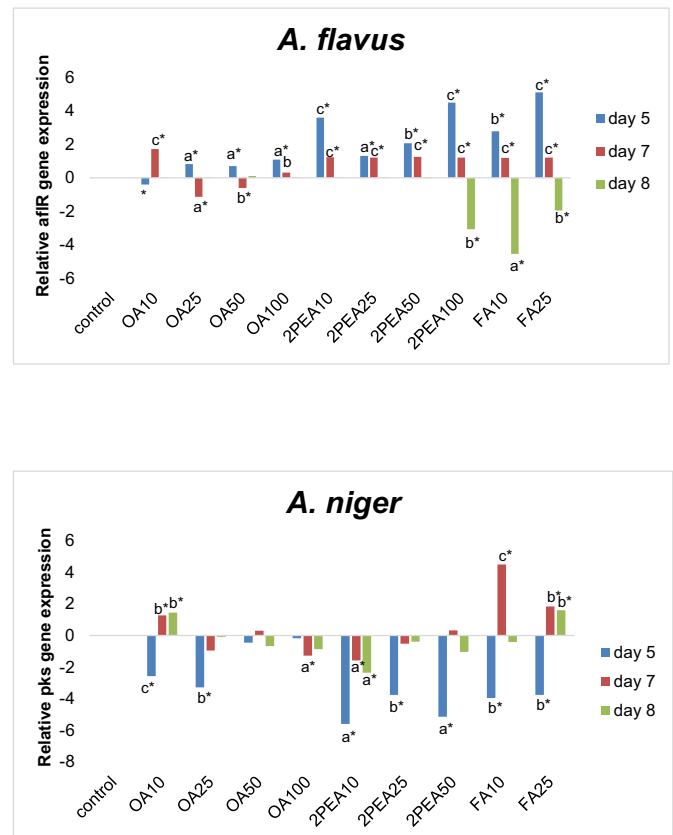 A. flavus
Relative aflR gene expression
6
4
2
0
-2
-4
-6
* c*
a* a*
a* b*
a* b
c* c*
a* c*
b* c*
c* c* b*
b* c* a*
c* c* b*
day 5
day 7
day 8
control OA10 OA25 OA50 OA100 2PEA10 2PEA25 2PEA50 2PEA100 FA10 FA25
A. niger
Relative pks gene expression
6
4
2
0
-2
-4
-6
-8
c* b* b*
b*
a*
a* a* a*
b*
a*
b* c*
b* b* b*
day 5
day 7
day 8
control OA10 OA25 OA50 OA100 2PEA10 2PEA25 2PEA50 FA10 FA25